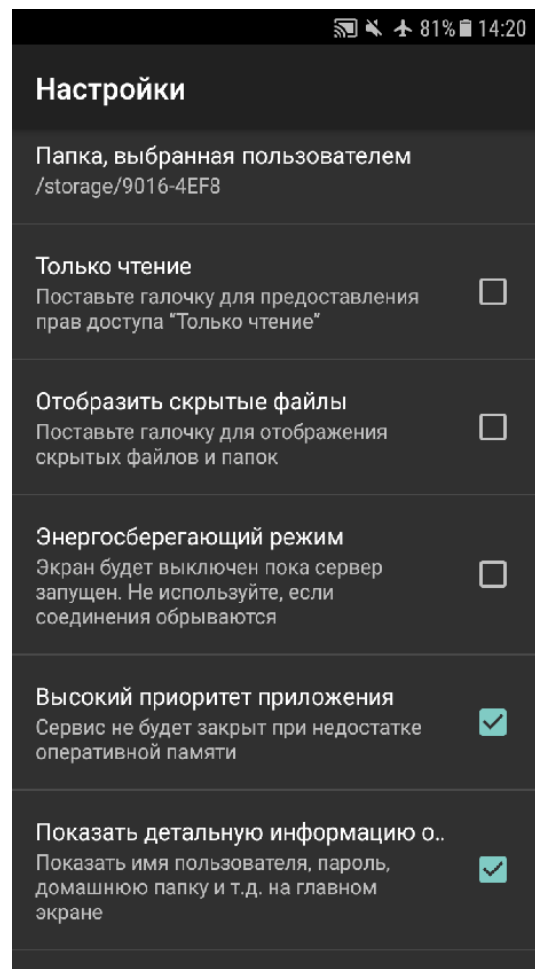 81% 14:20
Настройки
Папка, выбранная пользователем
/storage/9016-4EF8
Только чтение
Поставьте галочку для предоставления
прав доступа "Только чтение"
Отобразить скрытые файлы
Поставьте галочку для отображения
скрытых файлов и папок
Энергосберегающий режим
Экран будет выключен пока сервер
запущен. Не используйте, если
соединения обрываются
Высокий приоритет приложения
Сервис не будет закрыт при недостатке
оперативной памяти
Показать детальную информацию о..
Показать имя пользователя, пароль,
домашнюю папку и т.д. на главном
экране